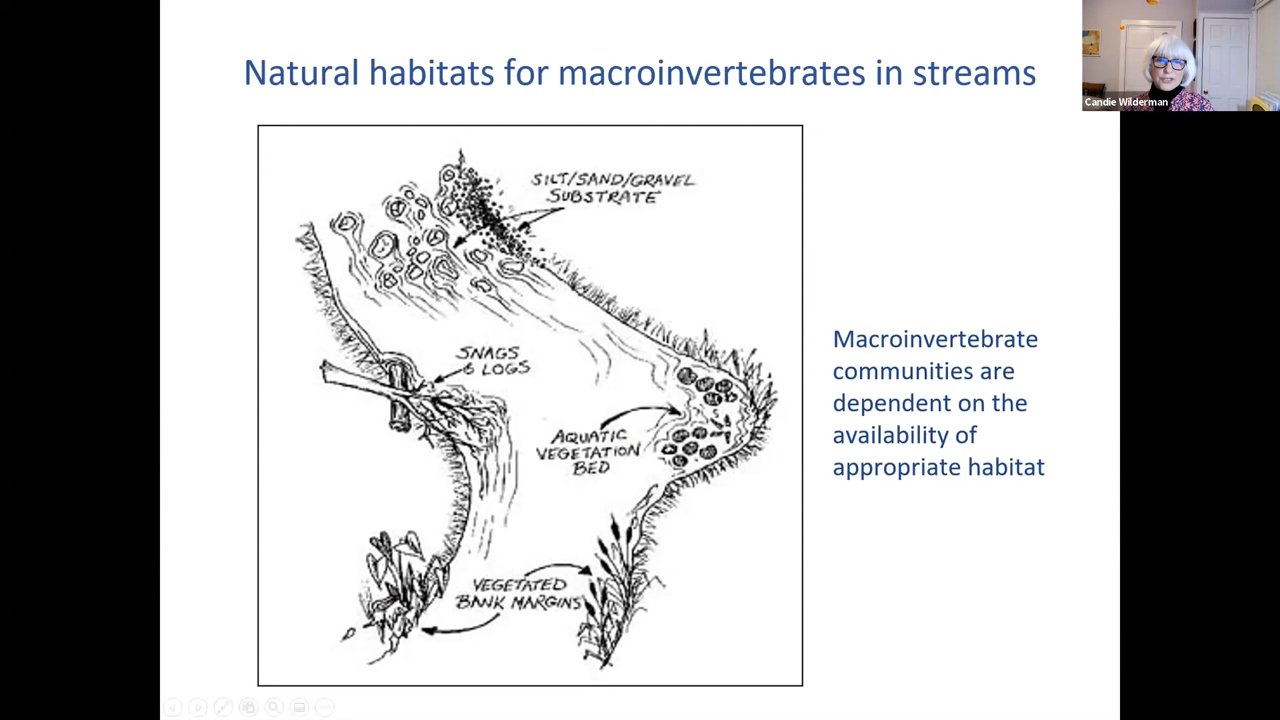 Natural habitats for macroinvertebrates in streams
Candie Wilderman
SILT/SAND/GRAVEL
SUBSTRATE
SNAGS
& LOGS
AQUATIC
VEGETATION
BED
VEGETATED
BANK MARGINS
Macroinvertebrate
communities are
dependent on the
availability of
appropriate habitat